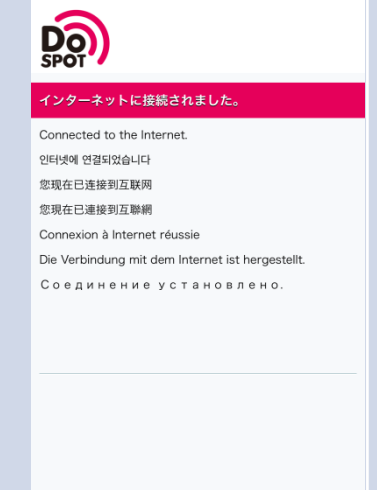 Do
SPOT
インターネットに接続されました。
Connected to the Internet.
인터넷에 연결되었습니다
您现在已连接到互联网
您現在已連接到互聯網
Connexion à Internet réussie
Die Verbindung mit dem Internet ist hergestellt.
Соединение установлено.